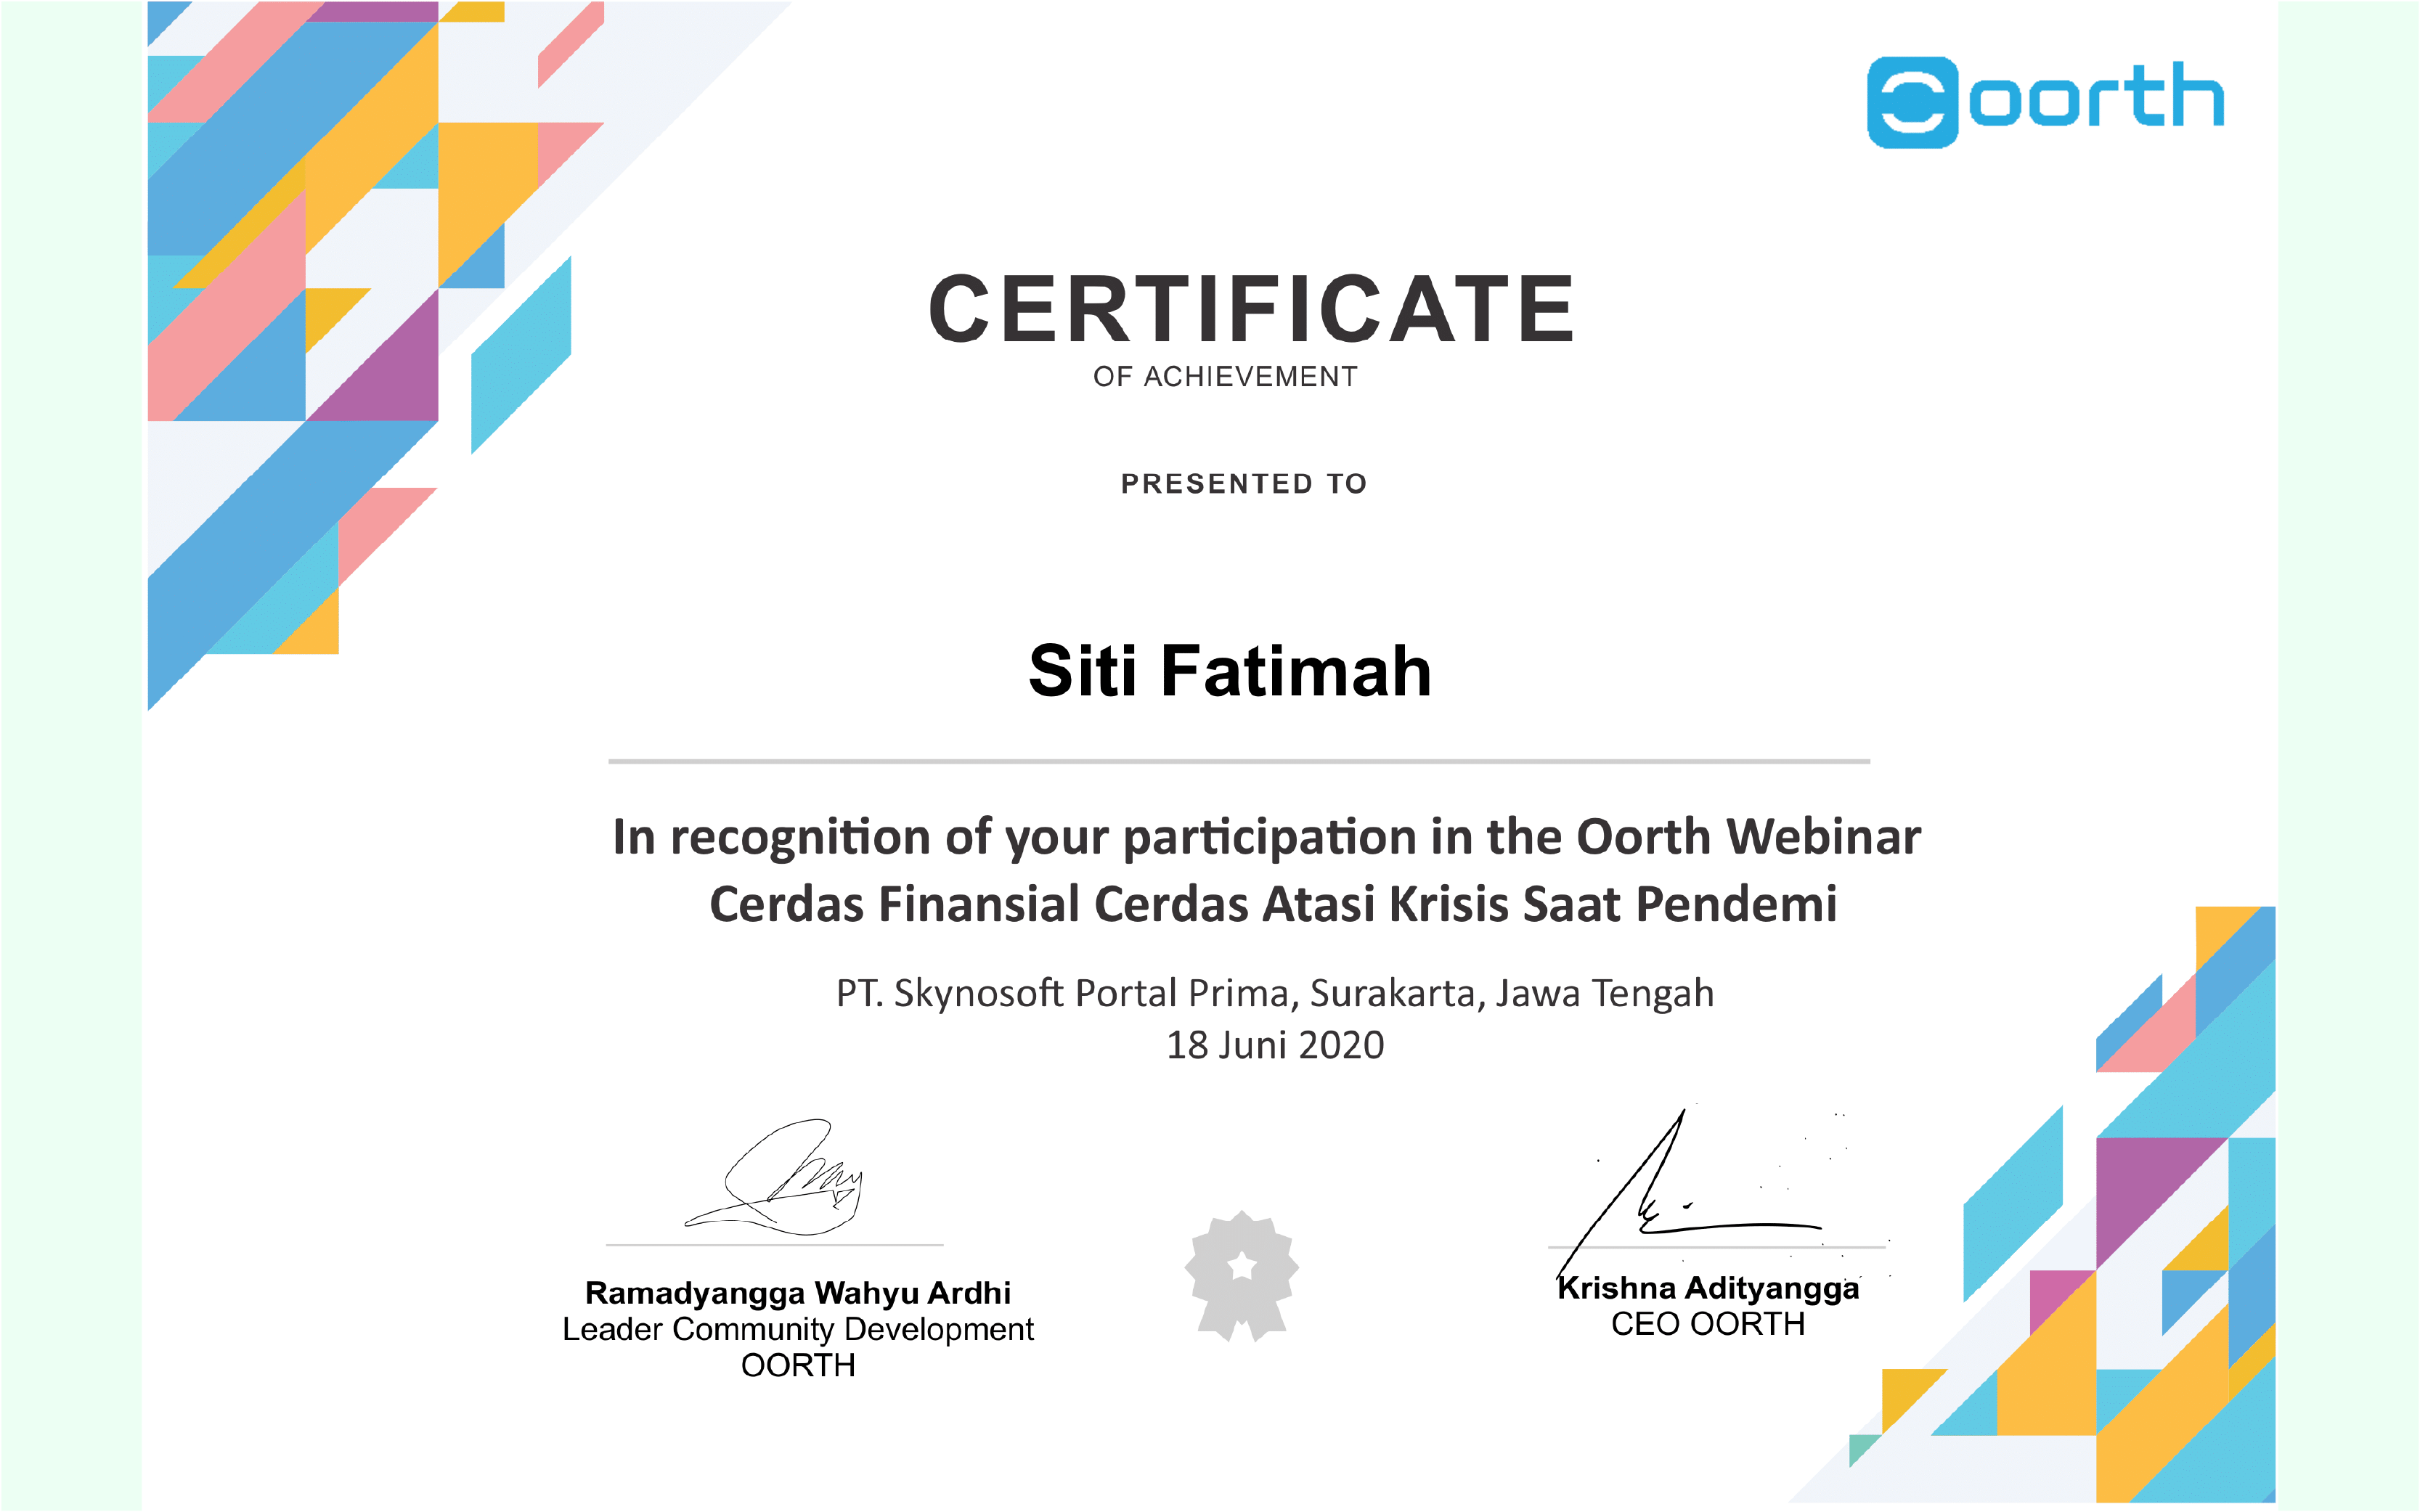 oorth
CERTIFICATE
OF ACHIEVEMENT
PRESENTED TO
Siti Fatimah
In recognition of your participation in the Oorth Webinar
Cerdas Finansial Cerdas Atasi Krisis Saat Pendemi
PT. Skynosoft Portal Prima, Surakarta, Jawa Tengah
18 Juni 2020
Ramadyangga Wahyu Ardhi
Leader Community Development
OORTH
Krishna Adityangga
CEO OORTH